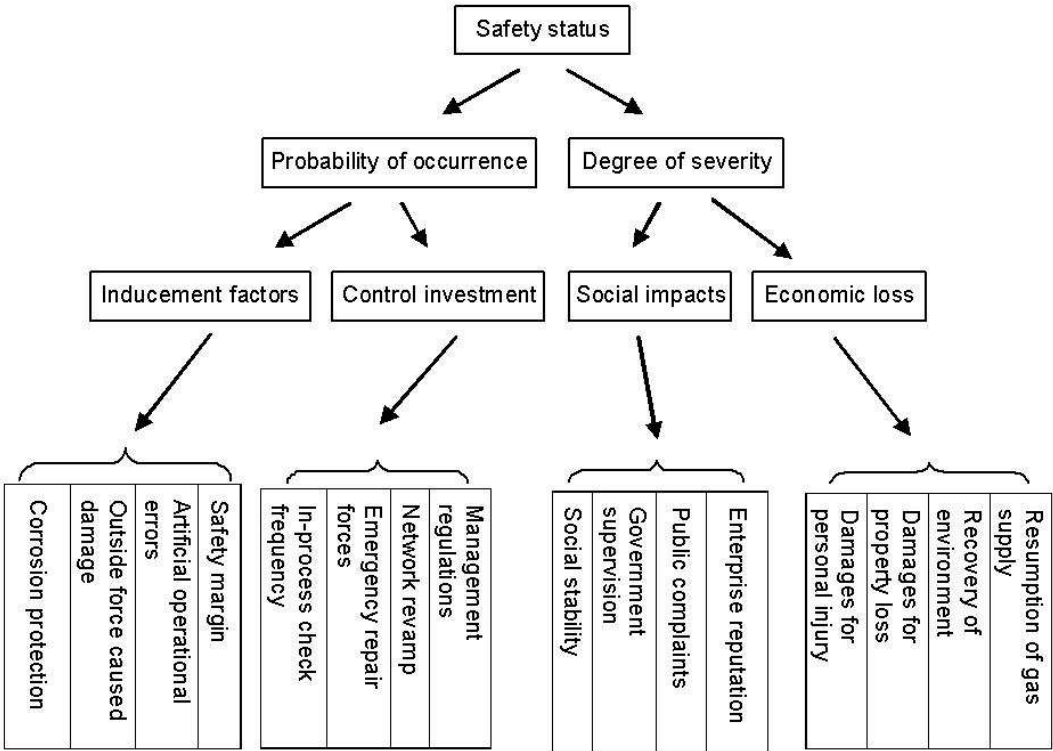 Safety status
Probability of occurrence
Degree of severity
Inducement factors
Control investment
Social impacts
Economic loss
Corrosion protection
Outside force caused
damage
Artificial operational
errors
Safety margin
In-process check
frequency
Emergency repair
forces
Network revamp
Management
regulations
Social stability
Government
supervision
Public complaints
Enterprise reputation
Damages for
personal injury
Damages for
property loss
Recovery of
environment
Resumption of gas
supply